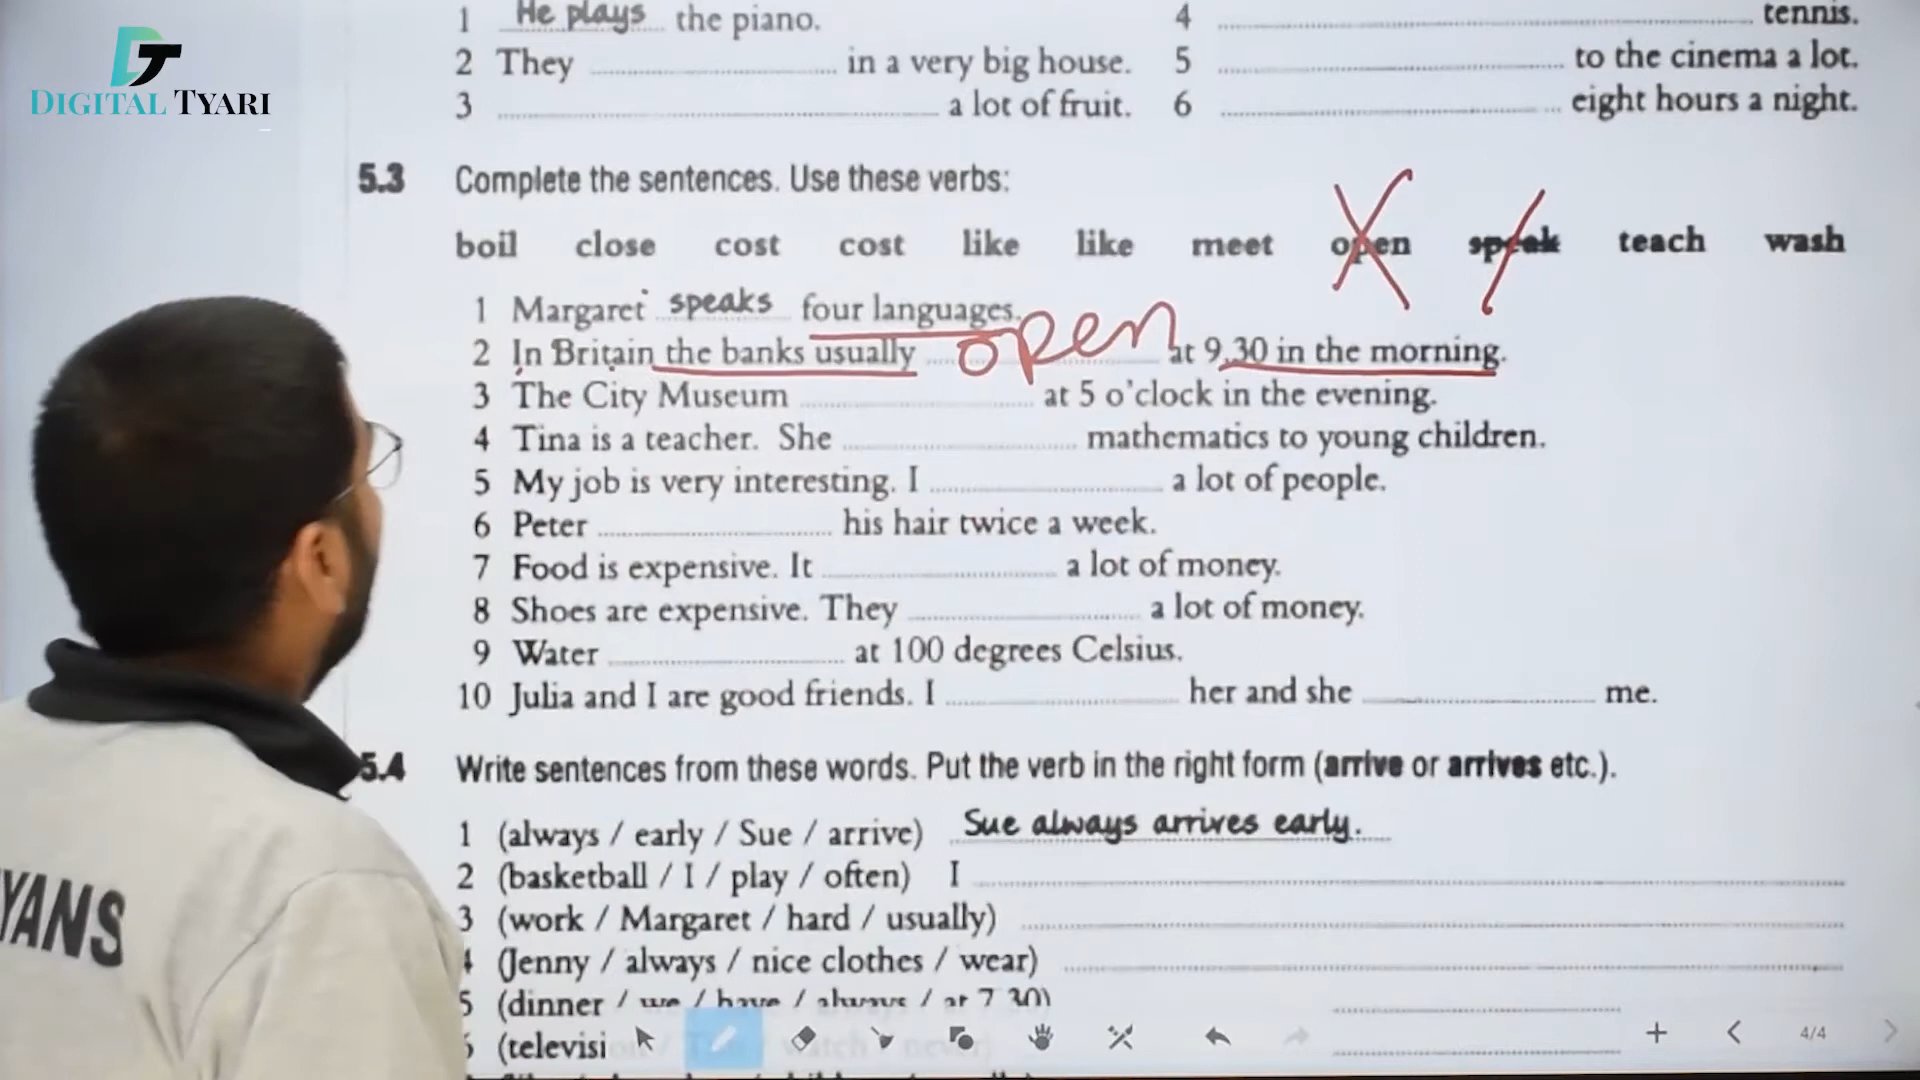 DT
DIGITAL TYARI
1 He plays the piano.
2 They in a very big house.
3 a lot of fruit.
4 tennis.
5 to the cinema a lot.
6 eight hours a night.
5.3 Complete the sentences. Use these verbs:
boil close cost cost like like meet open speak teach wash
1 Margaret speaks four languages.
2 In Britain the banks usually open at 9.30 in the morning.
3 The City Museum at 5 o'clock in the evening.
4 Tina is a teacher. She mathematics to young children.
5 My job is very interesting. I a lot of people.
6 Peter his hair twice a week.
7 Food is expensive. It a lot of money.
8 Shoes are expensive. They a lot of money.
9 Water at 100 degrees Celsius.
10 Julia and I are good friends. I her and she me.
5.4 Write sentences from these words. Put the verb in the right form (arrive or arrives etc.).
1 (always / early / Sue / arrive) Sue always arrives early.
2 (basketball / I / play / often) I
3 (work / Margaret / hard / usually)
4 (Jenny / always / nice clothes / wear)
5 (dinner / we / have / always / at 7.30)
(televisi
YANS
4/4